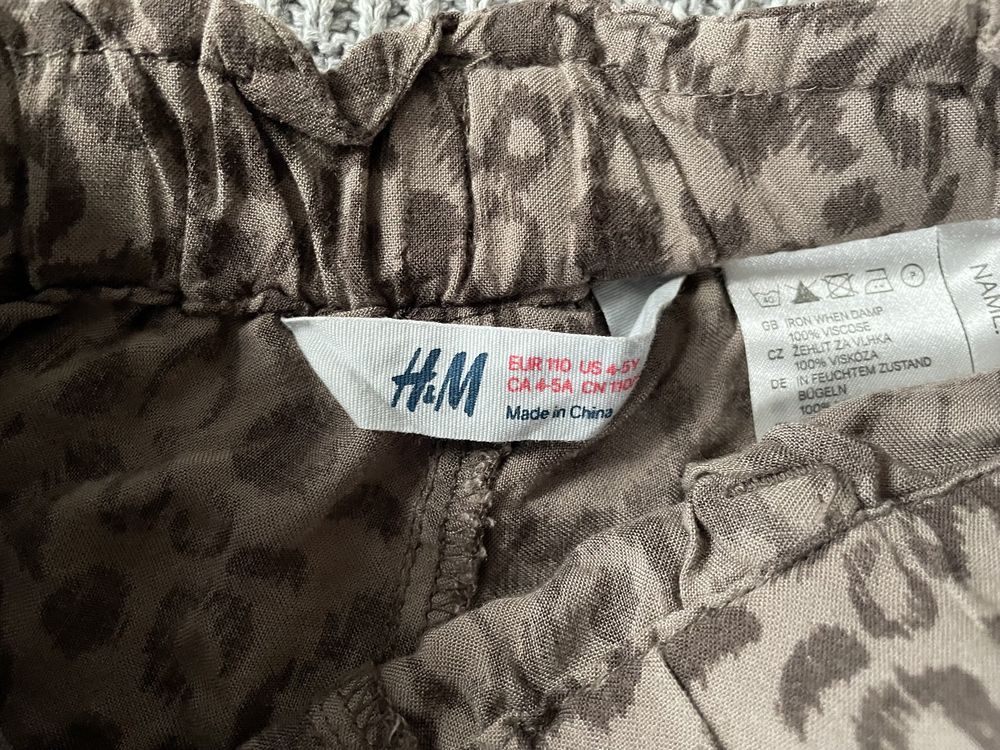 H&M
EUR 110 US 4-5Y
CA 4-5A CN 110
Made in China
GB IRON WHEN DAMP
100% VISCOSE
CZ ŽEHLIT ZA VLHKA
100% VISKÓZA
DE IN FEUCHTEM ZUSTAND
BÜGELN
100%
NAME